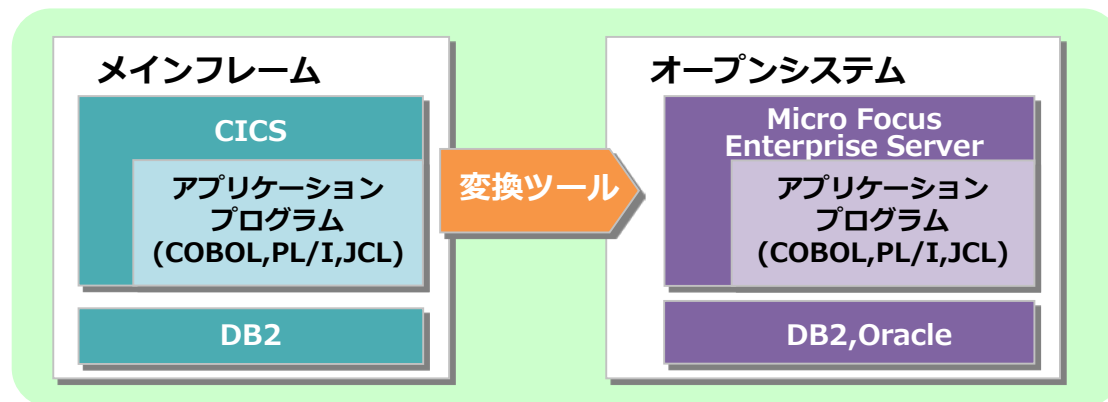 メインフレーム
CICS
アプリケーション
プログラム
(COBOL,PL/I,JCL)
DB2
変換ツール
オープンシステム
Micro Focus
Enterprise Server
アプリケーション
プログラム
(COBOL,PL/I,JCL)
DB2,Oracle